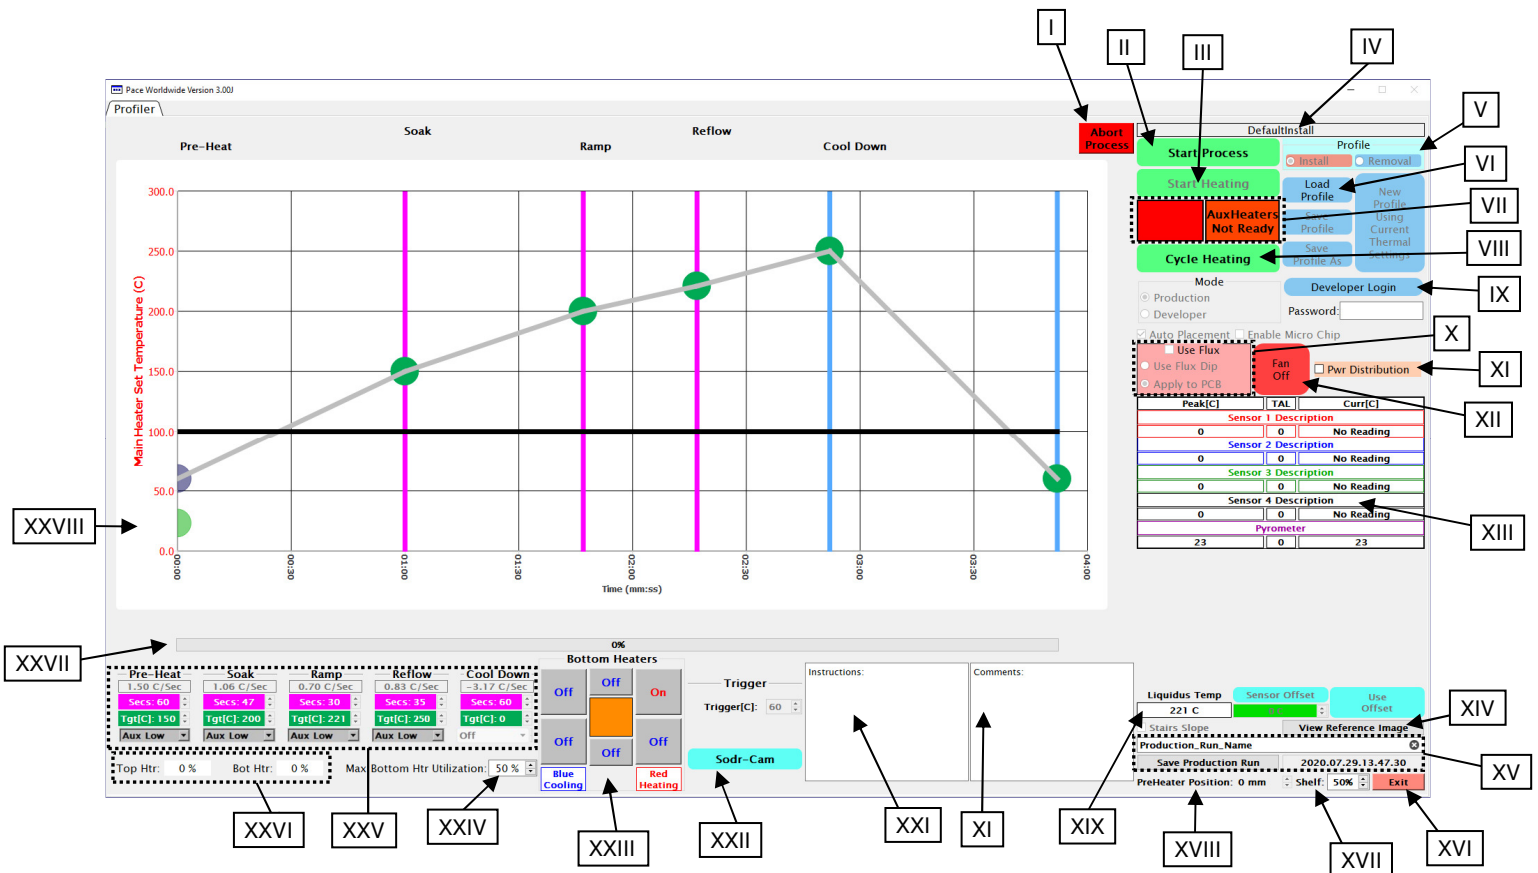 I
II
III
IV
V
VI
VII
VIII
IX
X
XI
XII
XIII
XIV
XV
XVI
XVII
XVIII
XIX
XI
XXI
XXII
XXIII
XXIV
XXV
XXVI
XXVII
XXVIII
Pace Worldwide Version 3.00J
Profiler
Pre-Heat
Soak
Ramp
Reflow
Cool Down
Main Heater Set Temperature (C)
300.0
250.0
200.0
150.0
100.0
50.0
0.0
00:00
00:30
01:00
01:30
02:00
02:30
03:00
03:30
04:00
Time (mm:ss)
0%
Abort
Process
DefaultInstall
Start Process
Start Heating
AuxHeaters
Not Ready
Cycle Heating
Profile
Install
Removal
Load
Profile
Save
Profile
Save
Profile As
New
Profile
Using
Current
Thermal
Settings
Mode
Production
Developer
Developer Login
Password:
Auto Placement
Enable Micro Chip
Use Flux
Use Flux Dip
Apply to PCB
Fan
Off
Pwr Distribution
Peak[C] TAL Curr[C]
Sensor 1 Description
0 0 No Reading
Sensor 2 Description
0 0 No Reading
Sensor 3 Description
0 0 No Reading
Sensor 4 Description
0 0 No Reading
Pyrometer
23 0 23
Pre-Heat
1.50 C/Sec
Secs: 60
Tgt[C]: 150
Aux Low
Soak
1.06 C/Sec
Secs: 47
Tgt[C]: 200
Aux Low
Ramp
0.70 C/Sec
Secs: 30
Tgt[C]: 221
Aux Low
Reflow
0.83 C/Sec
Secs: 35
Tgt[C]: 250
Aux Low
Cool Down
-3.17 C/Sec
Secs: 60
Tgt[C]: 0
Off
Top Htr: 0 %
Bot Htr: 0 %
Max Bottom Htr Utilization: 50 %
Bottom Heaters
Off
Off
On
Off
Off
Off
Blue
Cooling
Red
Heating
Trigger
Trigger[C]: 60
Sodr-Cam
Instructions:
Comments:
Liquidus Temp
221 C
Sensor Offset
Use
Offset
Stairs Slope
View Reference Image
Production_Run_Name
Save Production Run
2020.07.29.13.47.30
PreHeater Position: 0 mm
Shelf: 50%
Exit